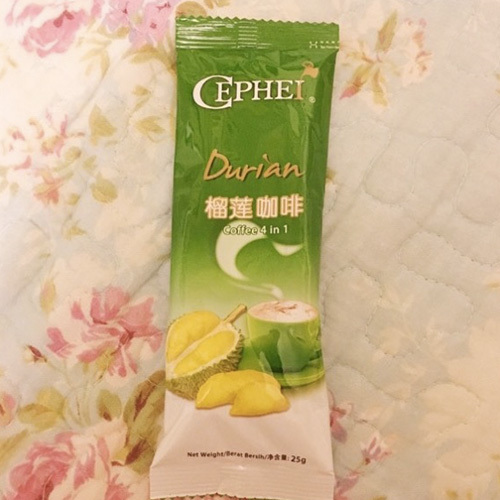 CEPHEI®
Durian
榴莲咖啡
Coffee 4 in 1
Net Weight/Berat Bersih/净含量: 25g